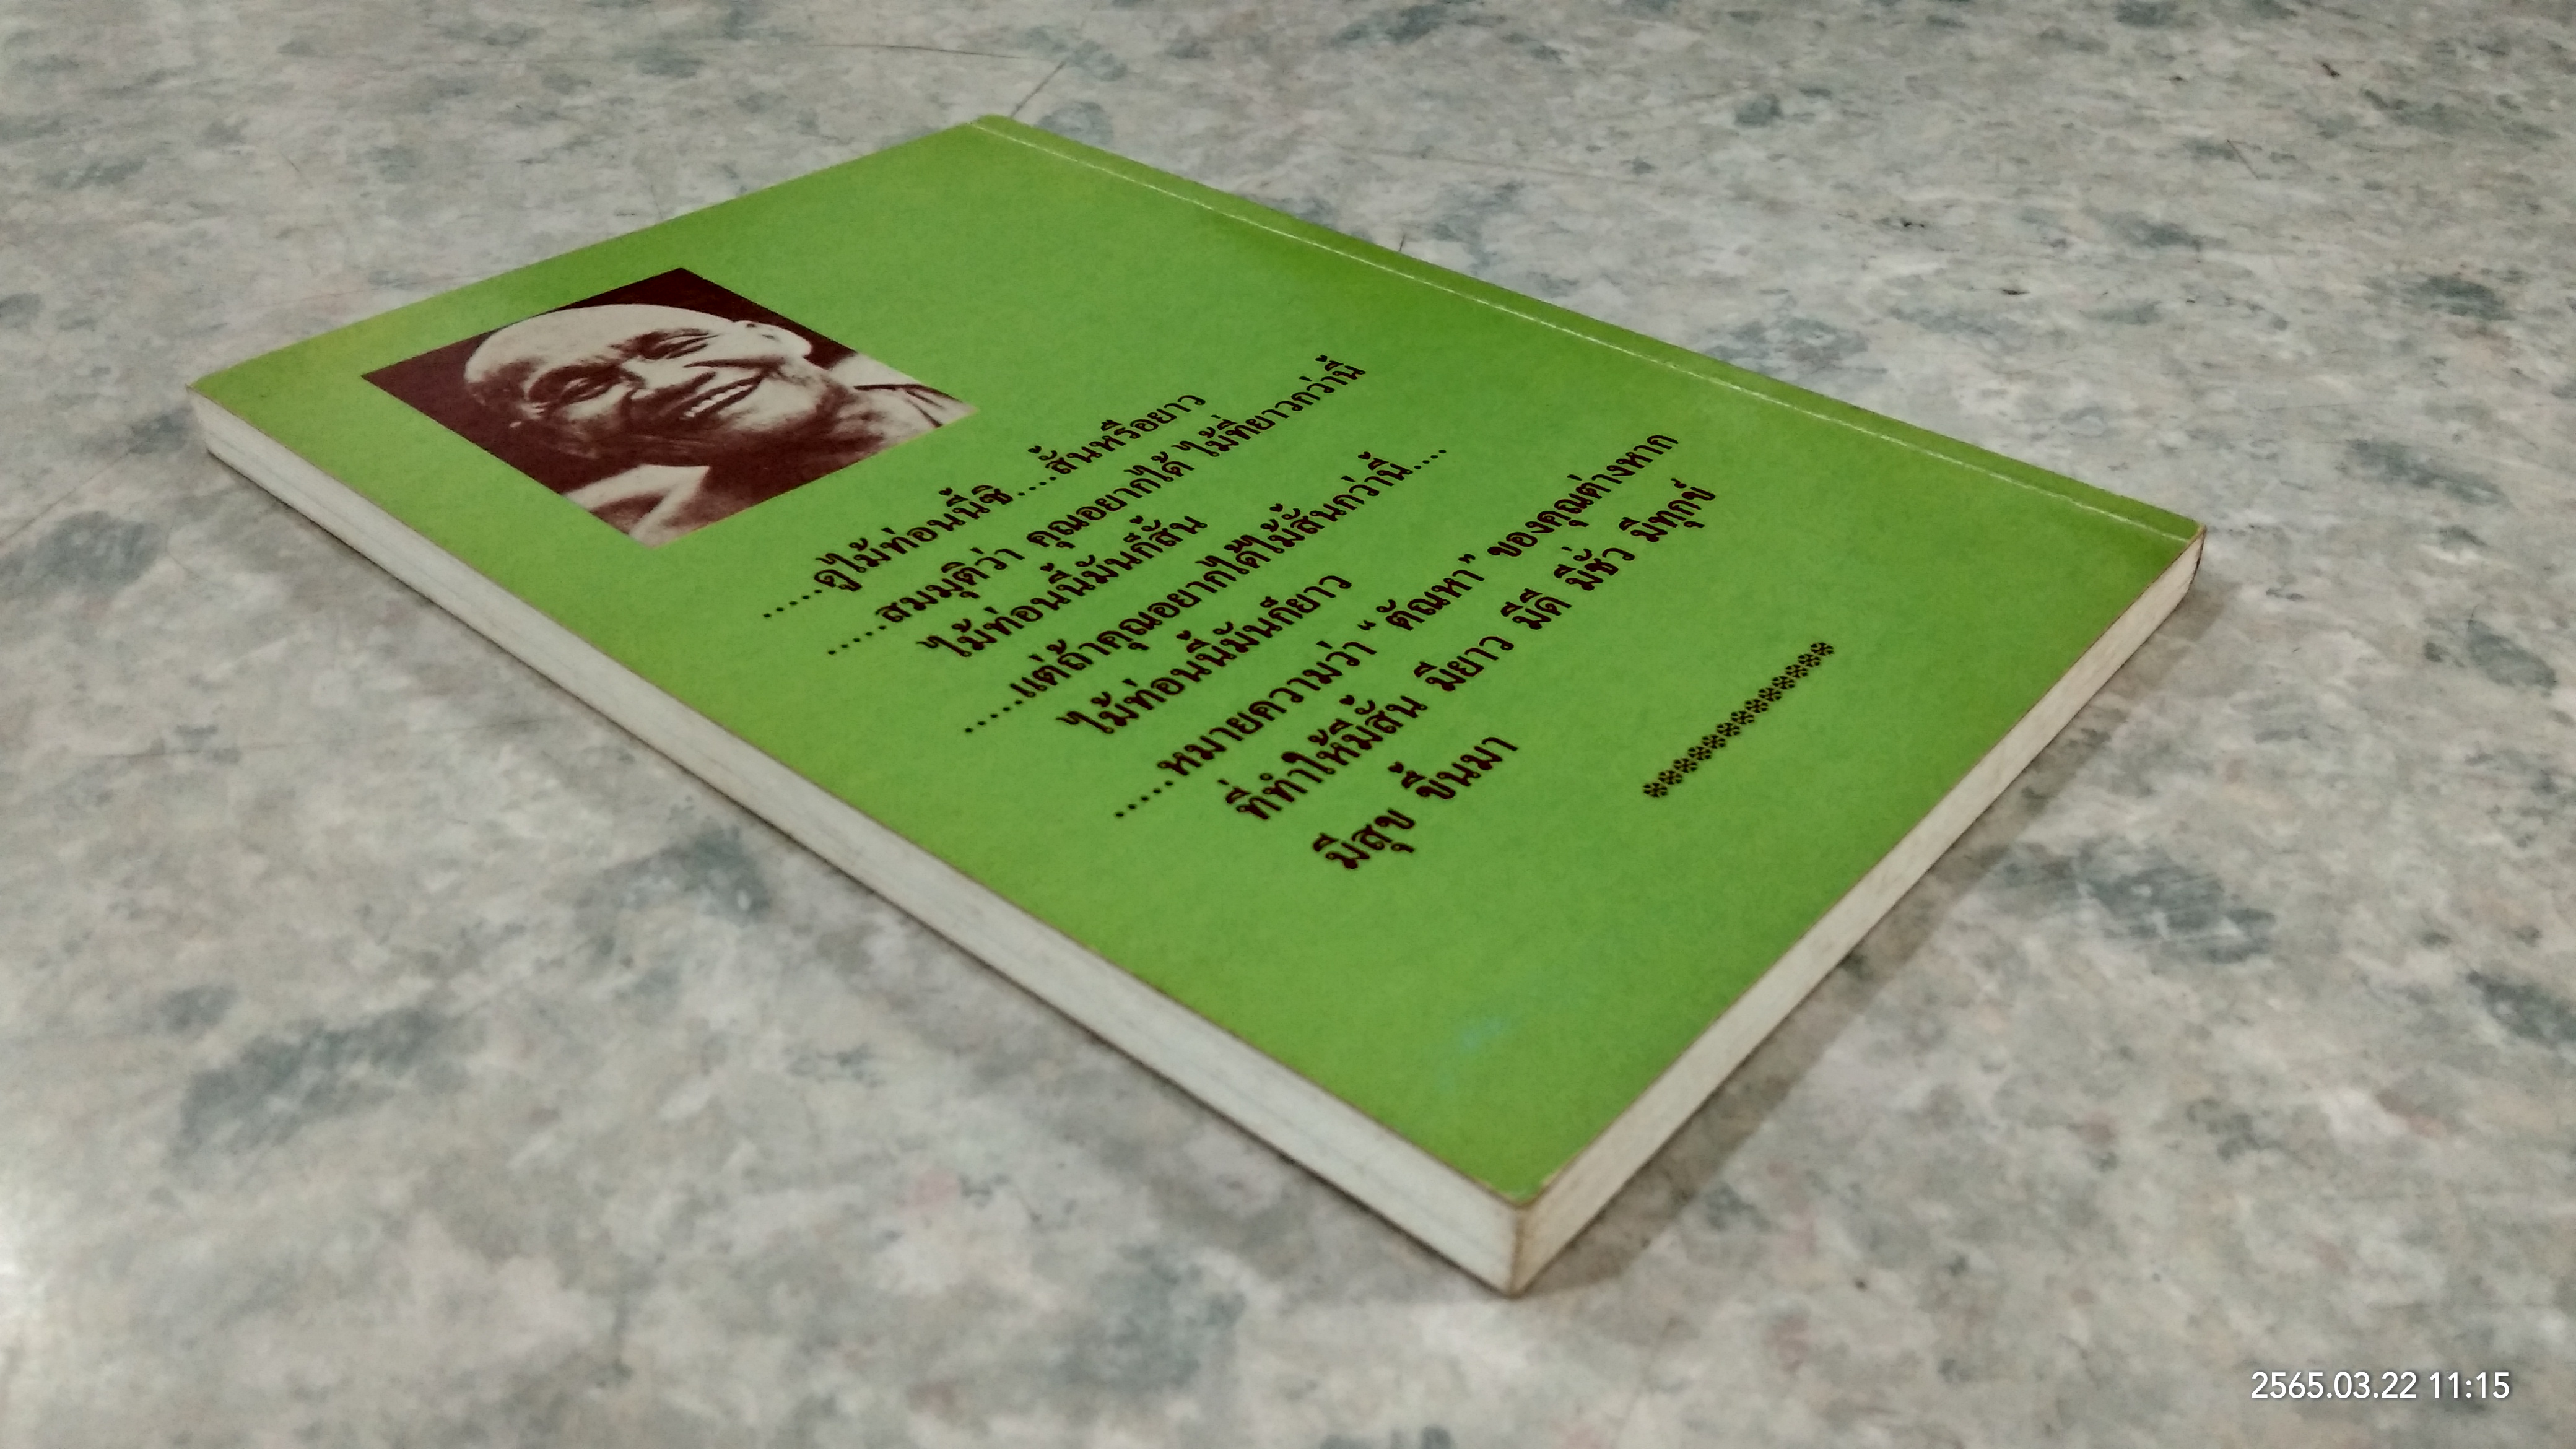 .....ดูไม้ท่อนนี้ซิ....สั้นหรือยาว
.....สมมุติว่า คุณอยากได้ ไม้ที่ยาวกว่านี้
ไม้ท่อนนี้มันก็สั้น
.....แต่ถ้าคุณอยากได้ไม้สั้นกว่านี้....
ไม้ท่อนนี้มันก็ยาว
.....หมายความว่า “ ตัณหา” ของคุณต่างหาก
ที่ทำให้มีสั้น มียาว มีดี มีชั่ว มีทุกข์
มีสุข ขึ้นมา
2565.03.22 11:15